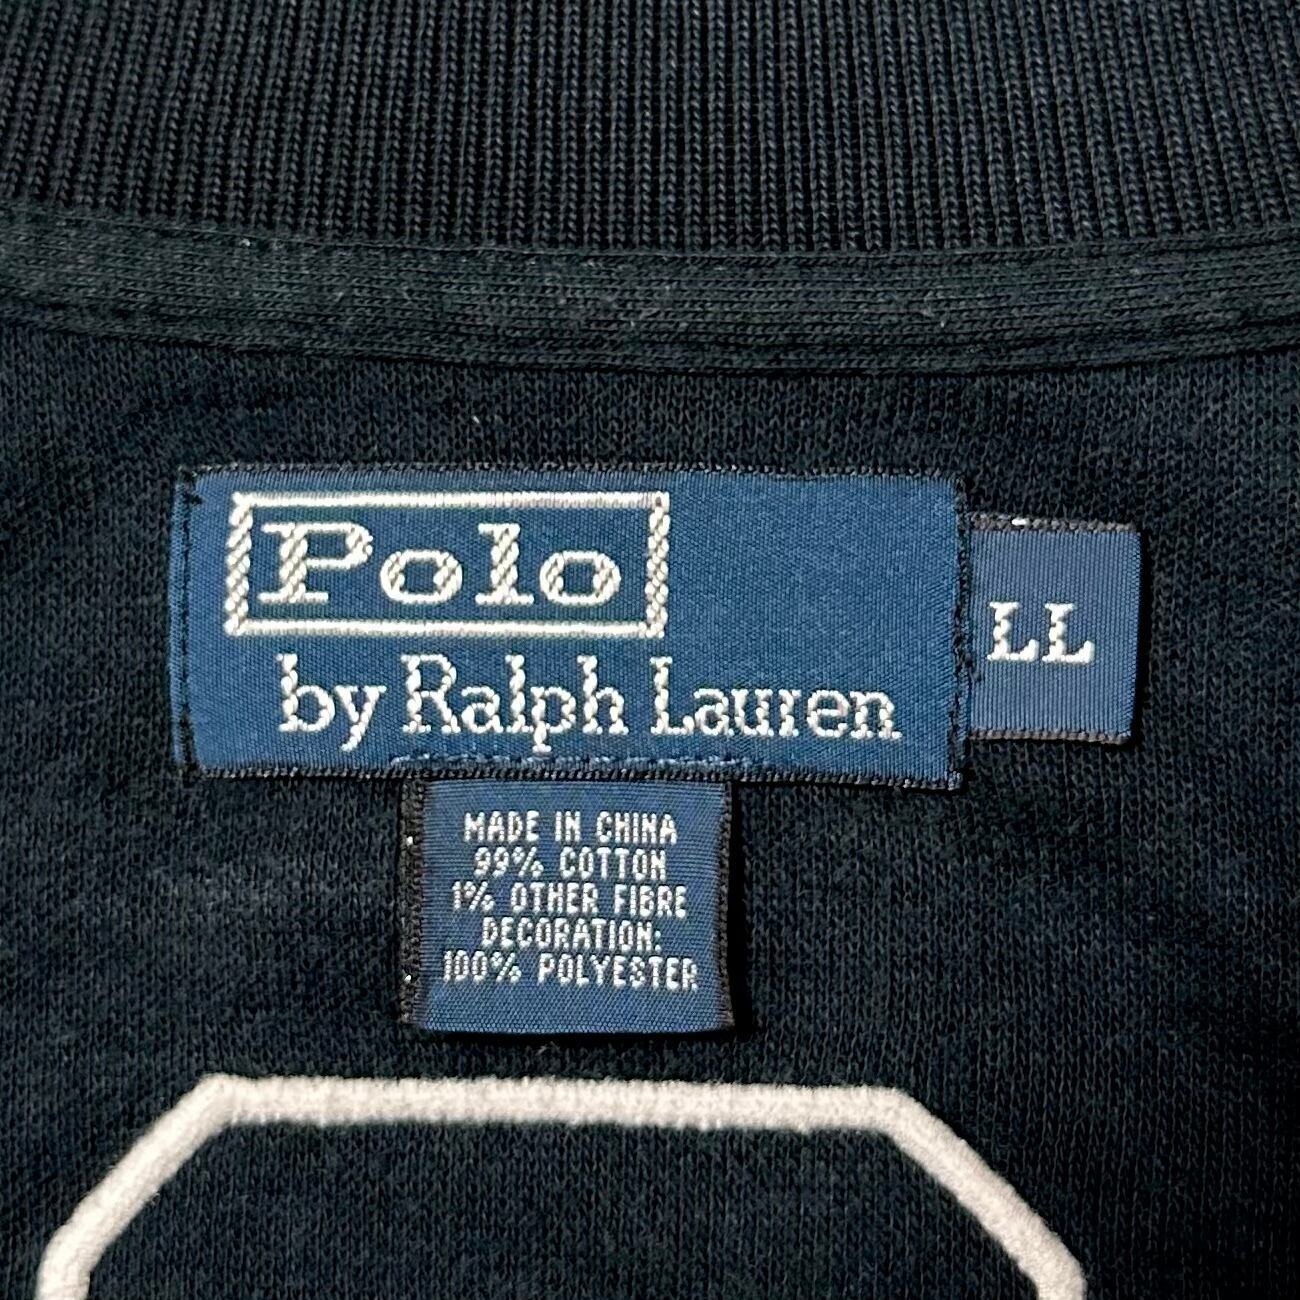 Polo
by Ralph Lauren
LL
MADE IN CHINA
99% COTTON
1% OTHER FIBRE
DECORATION:
100% POLYESTER